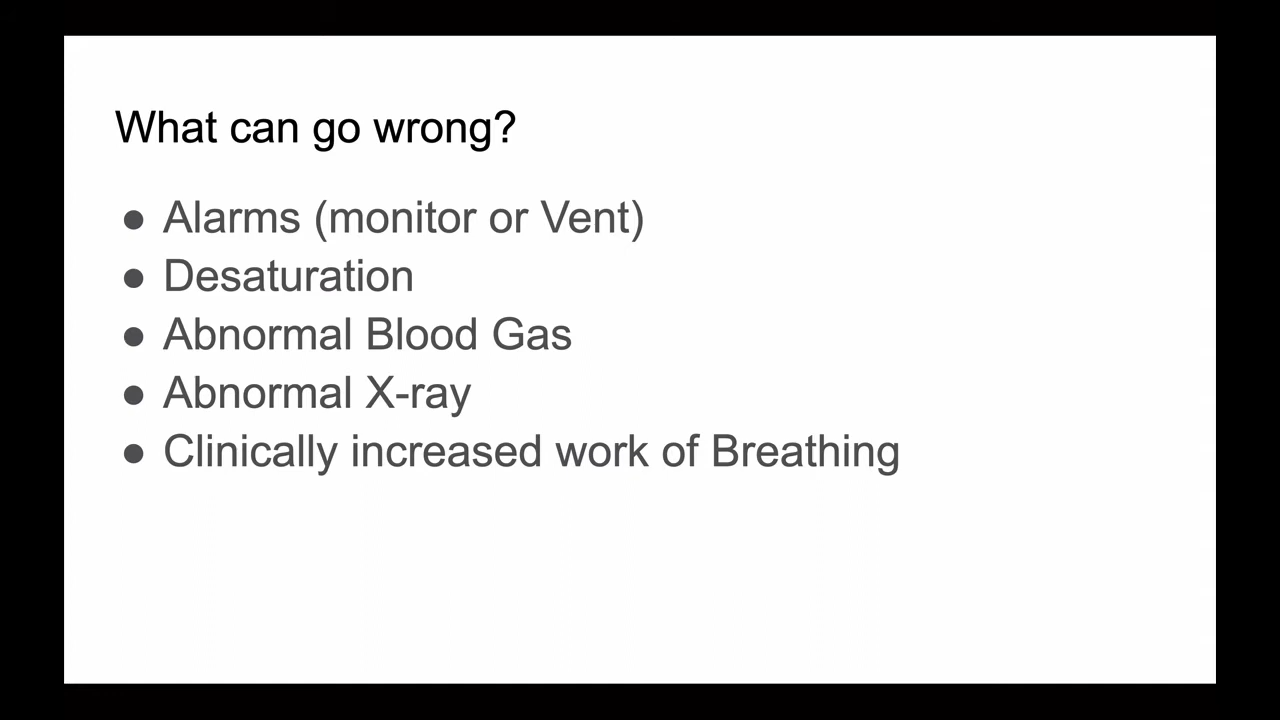 What can go wrong?
● Alarms (monitor or Vent)
● Desaturation
● Abnormal Blood Gas
● Abnormal X-ray
● Clinically increased work of Breathing